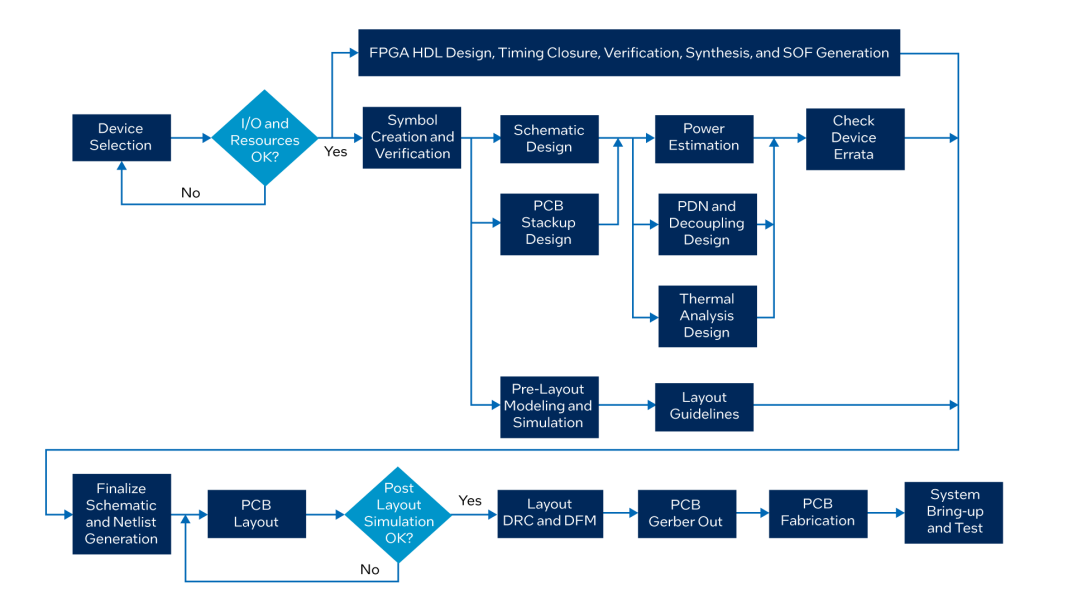 FPGA HDL Design, Timing Closure, Verification, Synthesis, and SOF Generation
Device
Selection
I/O and
Resources
OK?
Yes
No
Symbol
Creation and
Verification
Schematic
Design
PCB
Stackup
Design
Power
Estimation
PDN and
Decoupling
Design
Thermal
Analysis
Design
Check
Device
Errata
Pre-Layout
Modeling and
Simulation
Layout
Guidelines
Finalize
Schematic
and Netlist
Generation
PCB
Layout
Post
Layout
Simulation
OK?
Yes
No
Layout
DRC and DFM
PCB
Gerber Out
PCB
Fabrication
System
Bring-up
and Test